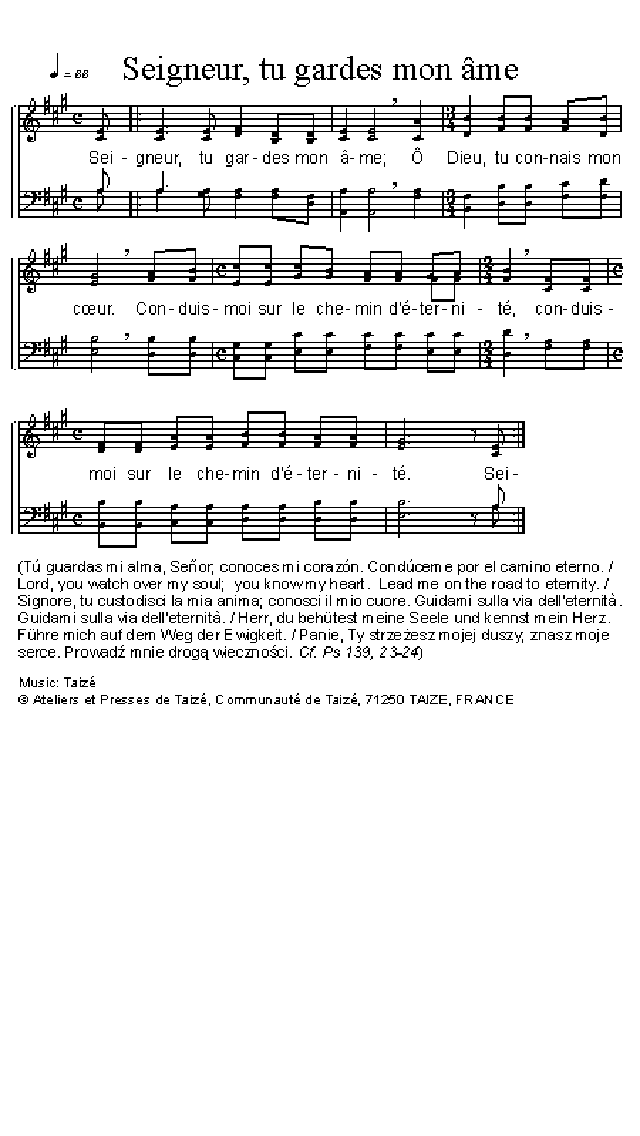 ♩ = 88 Seigneur, tu gardes mon âme
Sei - gneur, tu gar- des mon â- me; Ô Dieu, tu con- nais mon
cœur. Con- duis- moi sur le che- min d'é- ter- ni - té, con- duis -
moi sur le che- min d'é - ter - ni - té. Sei-
(Tú guardas mi alma, Señor, conoces mi corazón. Condúceme por el camino eterno. /
Lord, you watch over my soul; you know my heart. Lead me on the road to eternity. /
Signore, tu custodisci la mia anima; conosci il mio cuore. Guidami sulla via dell'eternità.
Guidami sulla via dell'eternità. / Herr, du behütest meine Seele und kennst mein Herz.
Führe mich auf dem Weg der Ewigkeit. / Panie, Ty strzeżesz mojej duszy, znasz moje
serce. Prowadź mnie drogą wieczności. Cf. Ps 139, 23-24)
Music: Taizé
© Ateliers et Presses de Taizé, Communauté de Taizé, 71250 TAIZE, FRANCE